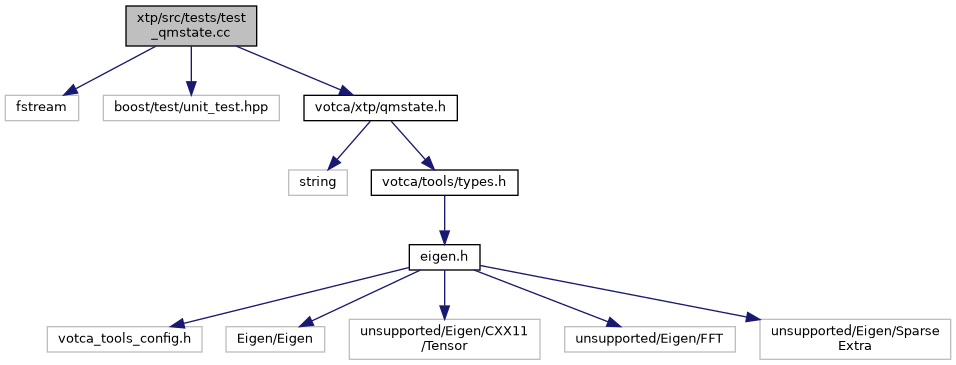 xtp/src/tests/test
_qmstate.cc
fstream
boost/test/unit_test.hpp
votca/xtp/qmstate.h
string
votca/tools/types.h
eigen.h
votca_tools_config.h
Eigen/Eigen
unsupported/Eigen/CXX11
/Tensor
unsupported/Eigen/FFT
unsupported/Eigen/Sparse
Extra